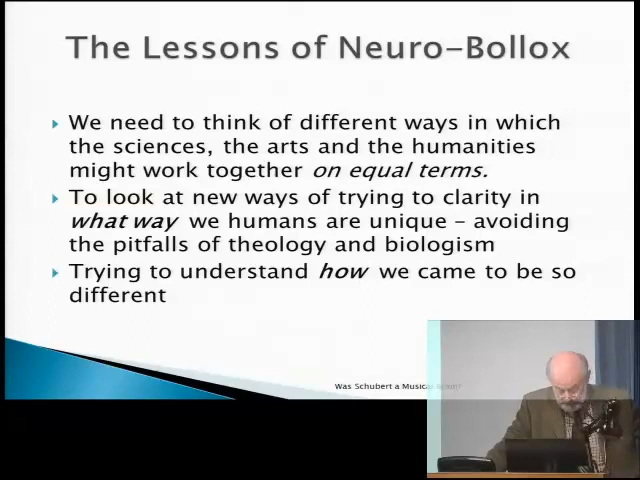 The Lessons of Neuro-Bollox
We need to think of different ways in which
the sciences, the arts and the humanities
might work together on equal terms.
To look at new ways of trying to clarity in
what way we humans are unique – avoiding
the pitfalls of theology and biologism
Trying to understand how we came to be so
different
Was Schubert a Musical